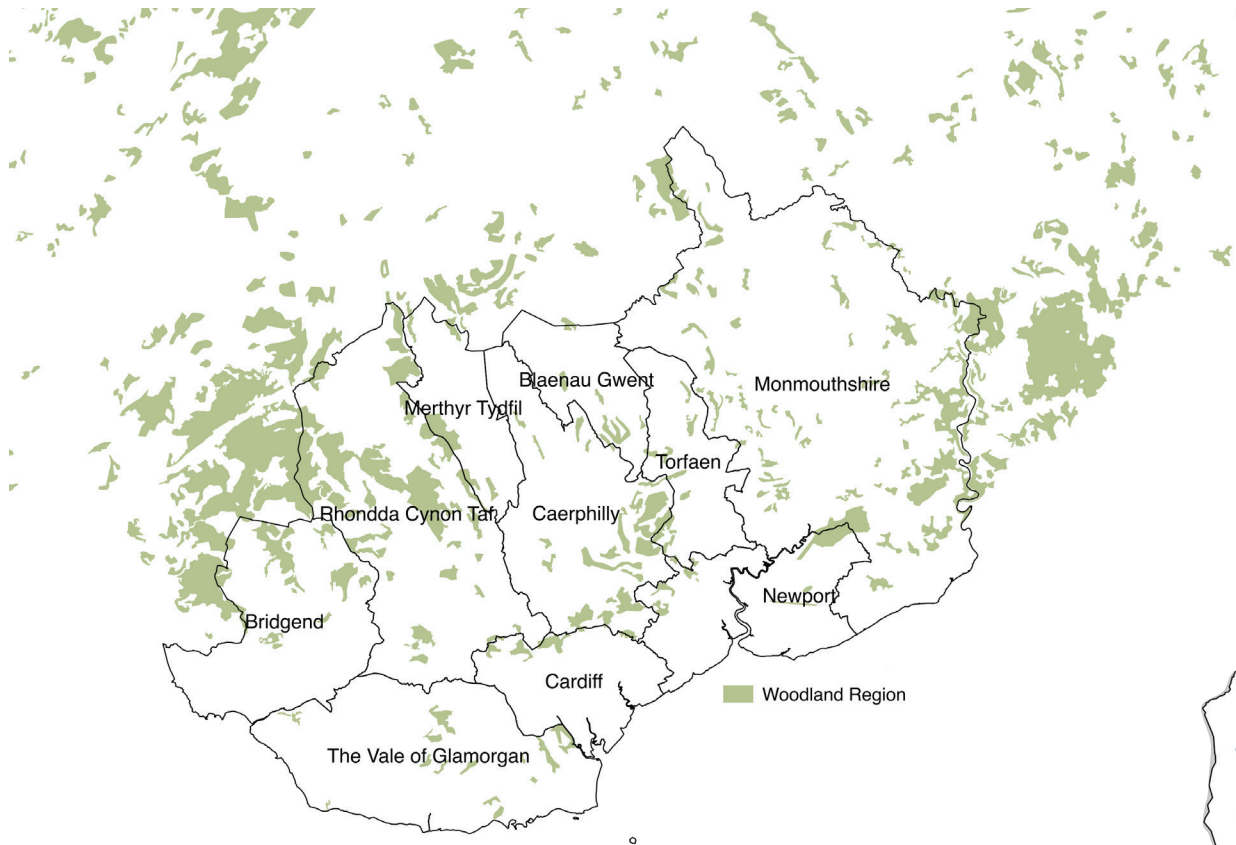 Blaenau Gwent
Monmouthshire
Merthyr Tydfil
Torfaen
Rhondda Cynon Taf
Caerphilly
Newport
Bridgend
Cardiff
Woodland Region
The Vale of Glamorgan